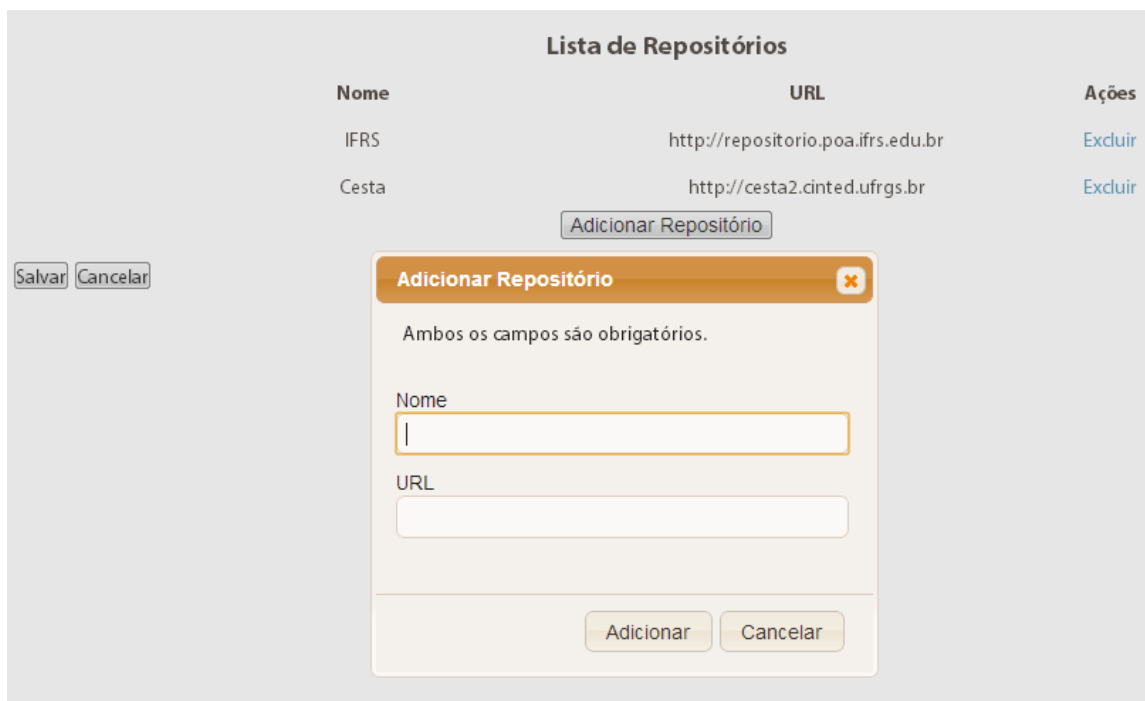 Lista de Repositórios
Nome URL Ações
IFRS http://repositorio.poa.ifrs.edu.br Excluir
Cesta http://cesta2.cinted.ufrgs.br Excluir
Adicionar Repositório
Salvar Cancelar
Adicionar Repositório
Ambos os campos são obrigatórios.
Nome
URL
Adicionar Cancelar